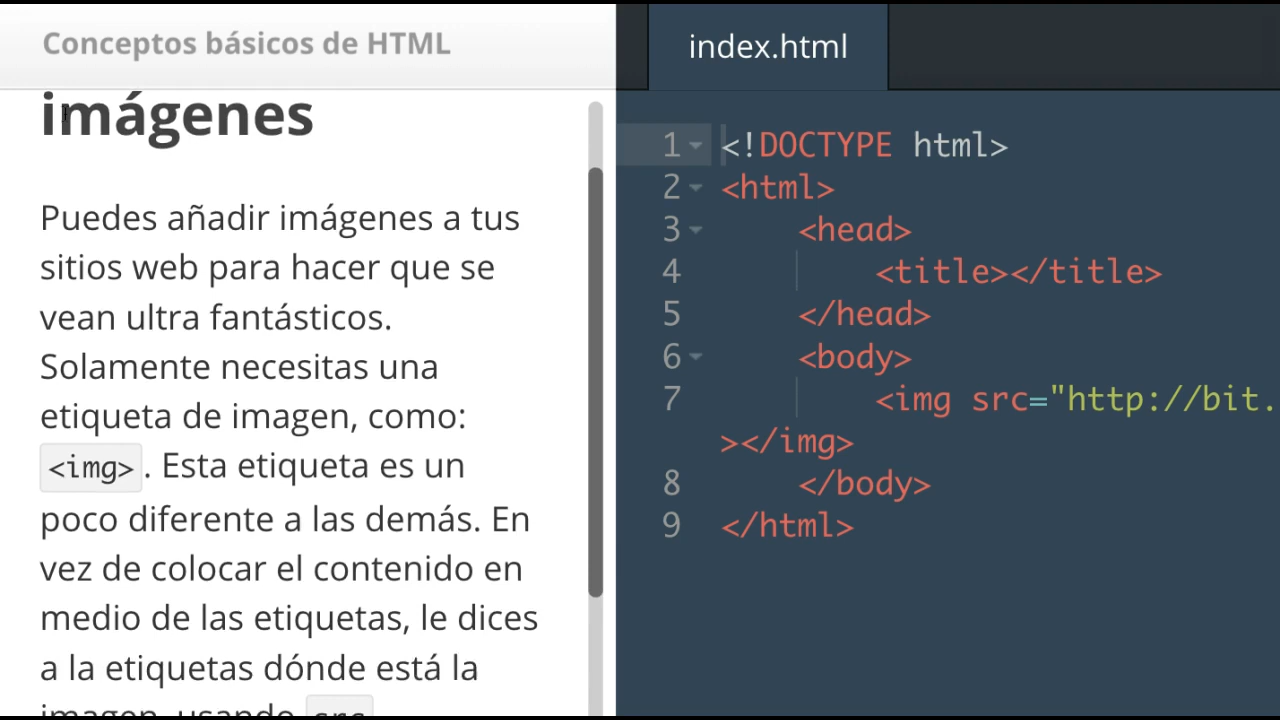 Conceptos básicos de HTML
imágenes
Puedes añadir imágenes a tus
sitios web para hacer que se
vean ultra fantásticos.
Solamente necesitas una
etiqueta de imagen, como:
<img>. Esta etiqueta es un
poco diferente a las demás. En
vez de colocar el contenido en
medio de las etiquetas, le dices
a la etiquetas dónde está la
imagen, usando src
index.html
1 <!DOCTYPE html>
2 <html>
3 <head>
4 <title></title>
5 </head>
6 <body>
7 <img src="http://bit.
></img>
8 </body>
9 </html>